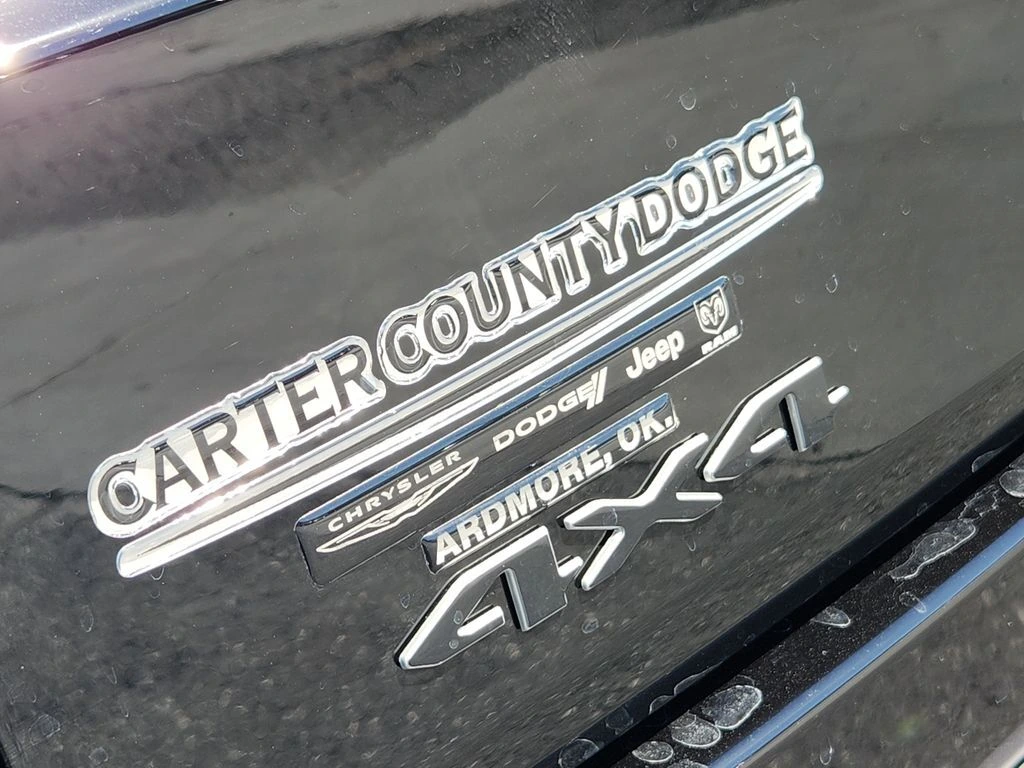 CARTER COUNTY DODGE
CHRYSLER DODGE Jeep RAM
ARDMORE, OK.
4X4